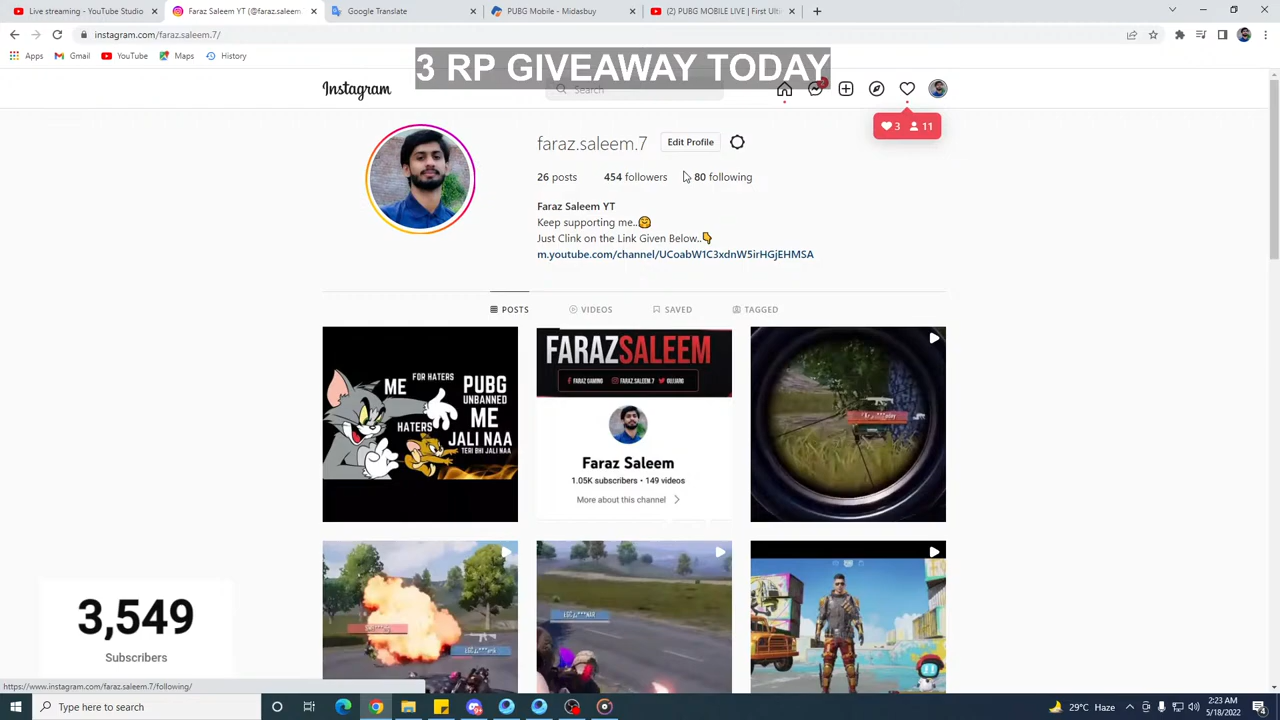 Live streaming - YouTube Studio
Faraz Saleem YT (@faraz.saleem
Google Translate
PUBG Mobile - Midasbuy
(2) PUBG MOBILE LIVE|First Ulti
instagram.com/faraz.saleem.7/
Apps
Gmail
YouTube
Maps
History
3 RP GIVEAWAY TODAY
Instagram
Search
3
11
faraz.saleem.7
Edit Profile
26 posts
454 followers
80 following
Faraz Saleem YT
Keep supporting me..🤗
Just Clink on the Link Given Below..👇
m.youtube.com/channel/UCoabW1C3xdnW5irHGjEHMSA
POSTS
VIDEOS
SAVED
TAGGED
ME
FOR HATERS
PUBG
UNBANNED
ME
HATERS
JALI NAA
TERI BHI JALI NAA
FARAZSALEEM
FARAZ GAMING
FARAZ.SALEEM.7
Faraz Saleem
1.05K subscribers • 149 videos
More about this channel
3,549
Subscribers
https://www.instagram.com/faraz.saleem.7/following/
Type here to search
29°C Haze
2:23 AM
5/18/2022